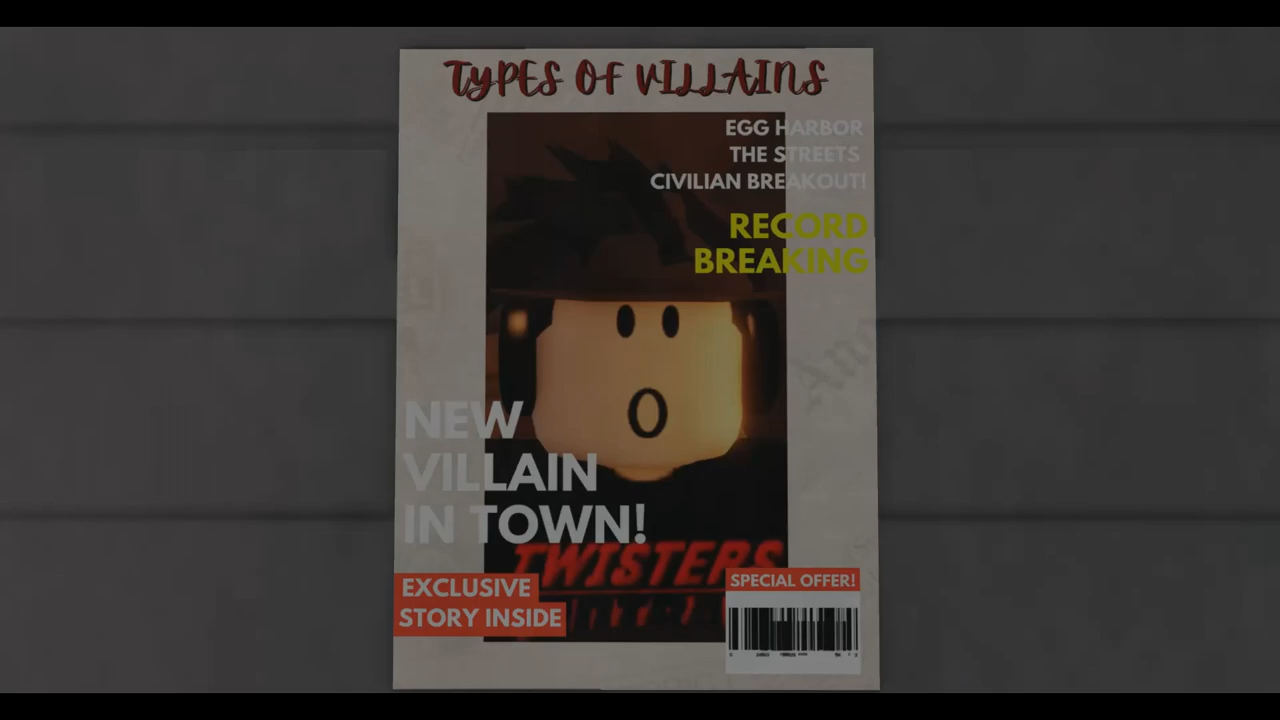 TYPES OF VILLAINS
EGG HARBOR
THE STREETS
CIVILIAN BREAKOUT!
RECORD
BREAKING
NEW
VILLAIN
IN TOWN!
TWISTERS
EXCLUSIVE
STORY INSIDE
SPECIAL OFFER!